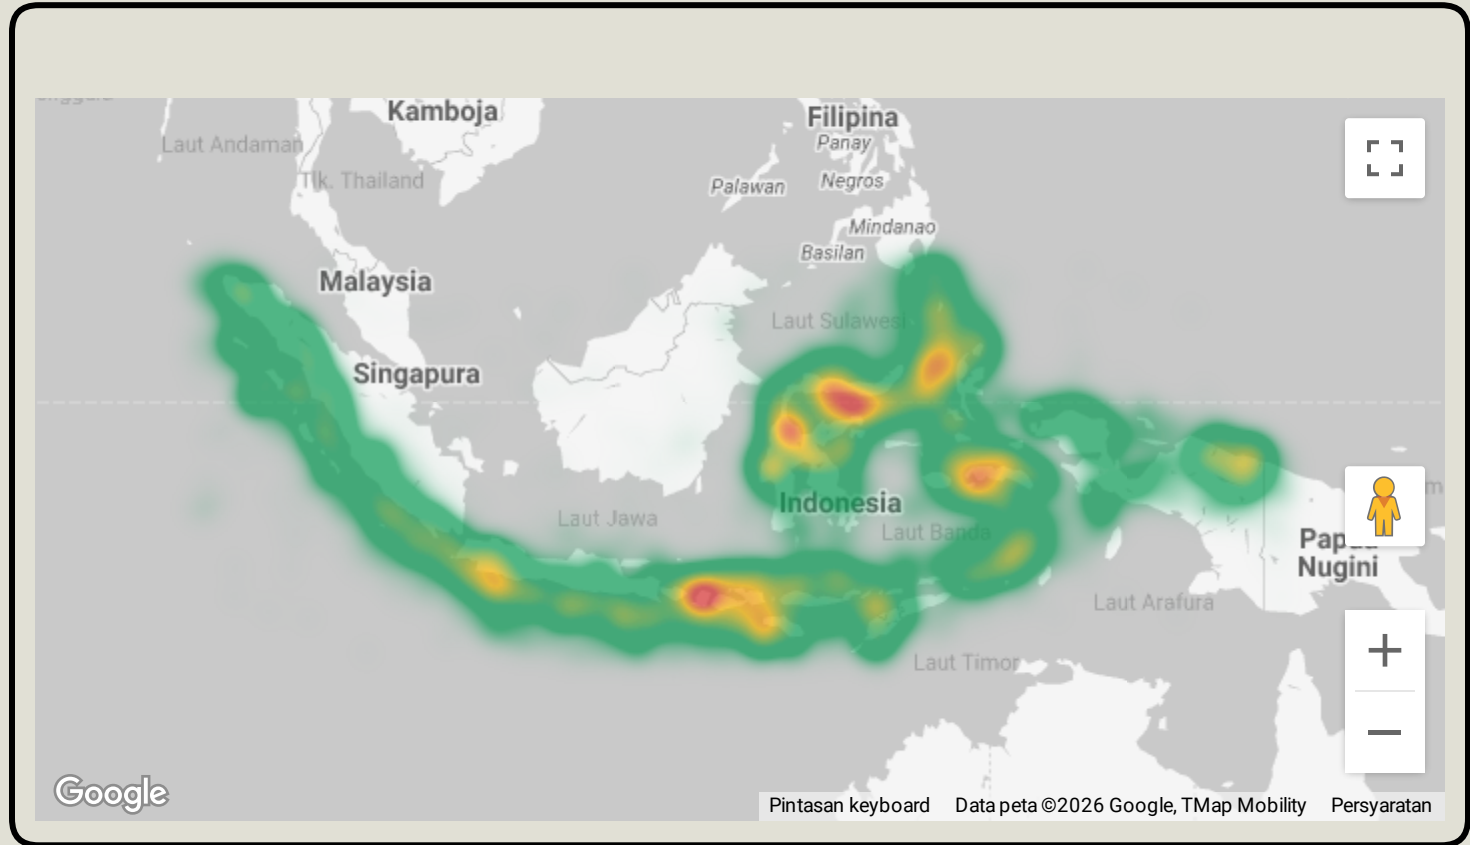 Kamboja
Filipina
Laut Andaman
Panay
Tlk. Thailand
Palawan
Negros
Mindanao
Basilan
Malaysia
Laut Sulawesi
Singapura
Indonesia
Laut Jawa
Laut Banda
Papua
Nugini
Laut Arafura
Laut Timor
Google
Pintasan keyboard Data peta ©2026 Google, TMap Mobility Persyaratan